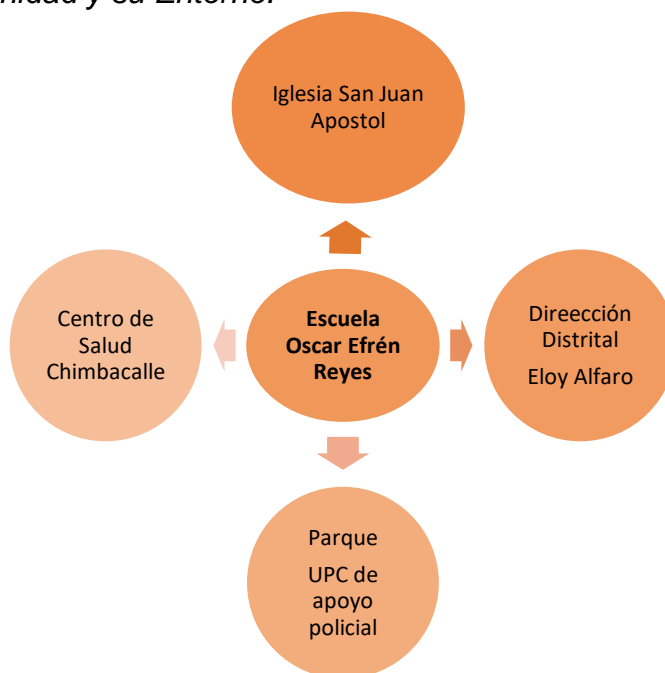 nidad y su Entorno.
Iglesia San Juan
Apostol
Centro de
Salud
Chimbacalle
Escuela
Oscar Efrén
Reyes
Direección
Distrital
Eloy Alfaro
Parque
UPC de
apoyo
policial